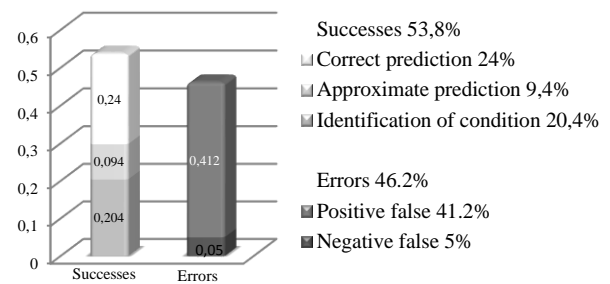 0,6
0,5
0,4
0,3
0,2
0,1
0
0,24
0,094
0,204
0,412
0,05
Successes
Errors
Successes 53,8%
Correct prediction 24%
Approximate prediction 9,4%
Identification of condition 20,4%
Errors 46.2%
Positive false 41.2%
Negative false 5%